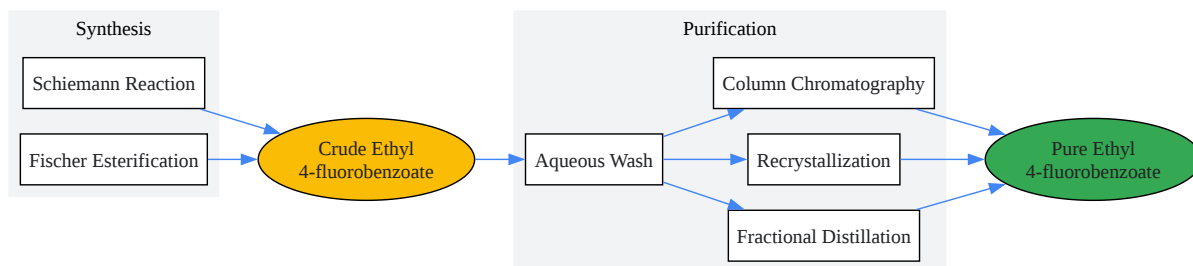 Synthesis
Schiemann Reaction
Fischer Esterification
Crude Ethyl
4-fluorobenzoate
Purification
Aqueous Wash
Column Chromatography
Recrystallization
Fractional Distillation
Pure Ethyl
4-fluorobenzoate